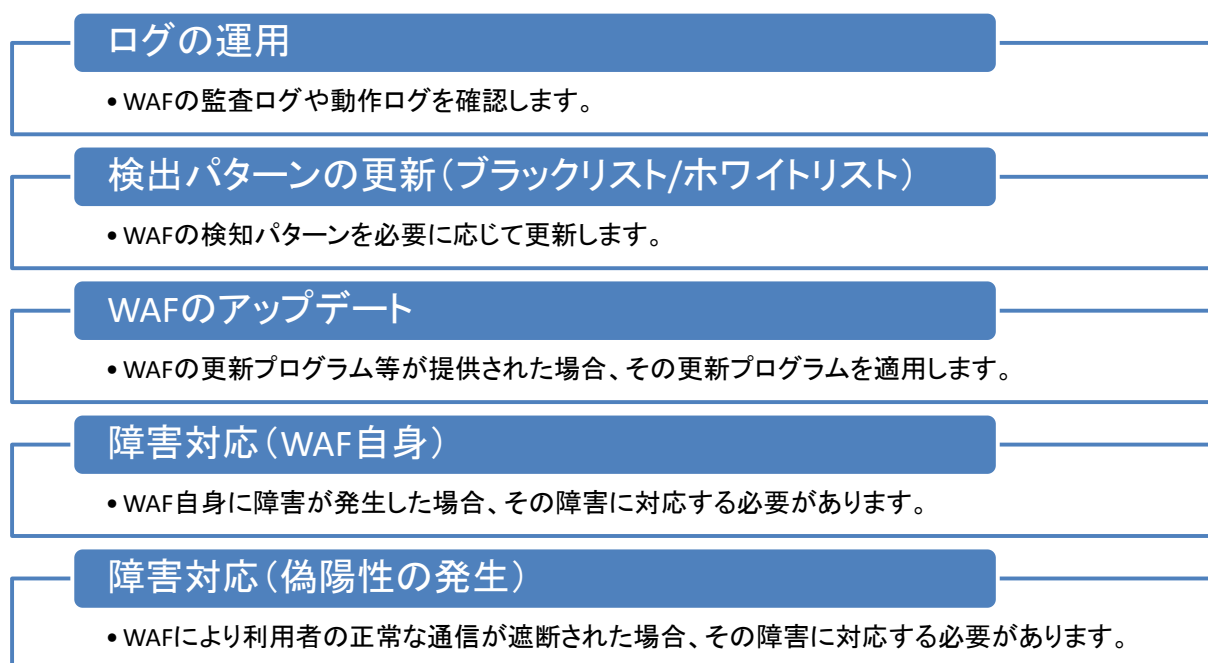 ログの運用
•WAFの監査ログや動作ログを確認します。
検出パターンの更新（ブラックリスト/ホワイトリスト）
•WAFの検知パターンを必要に応じて更新します。
WAFのアップデート
•WAFの更新プログラム等が提供された場合、その更新プログラムを適用します。
障害対応（WAF自身）
•WAF自身に障害が発生した場合、その障害に対応する必要があります。
障害対応（偽陽性の発生）
•WAFにより利用者の正常な通信が遮断された場合、その障害に対応する必要があります。